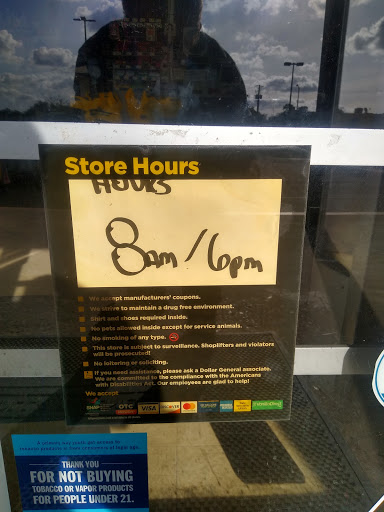 Store Hours
HOURS
8am/6pm
We accept manufacturers' coupons.
We strive to maintain a drug free environment.
Shirt and shoes required inside.
No pets allowed inside except for service animals.
No smoking of any type.
This store is subject to surveillance. Shoplifters and violators
will be prosecuted!
No loitering or soliciting.
If you need assistance, please ask a Dollar General associate.
We are committed to the compliance with the Americans
with Disabilities Act. Our employees are glad to help!
We accept
SNAP OTC VISA DISCOVER
THANK YOU
FOR NOT BUYING
TOBACCO OR VAPOR PRODUCTS
FOR PEOPLE UNDER 21.